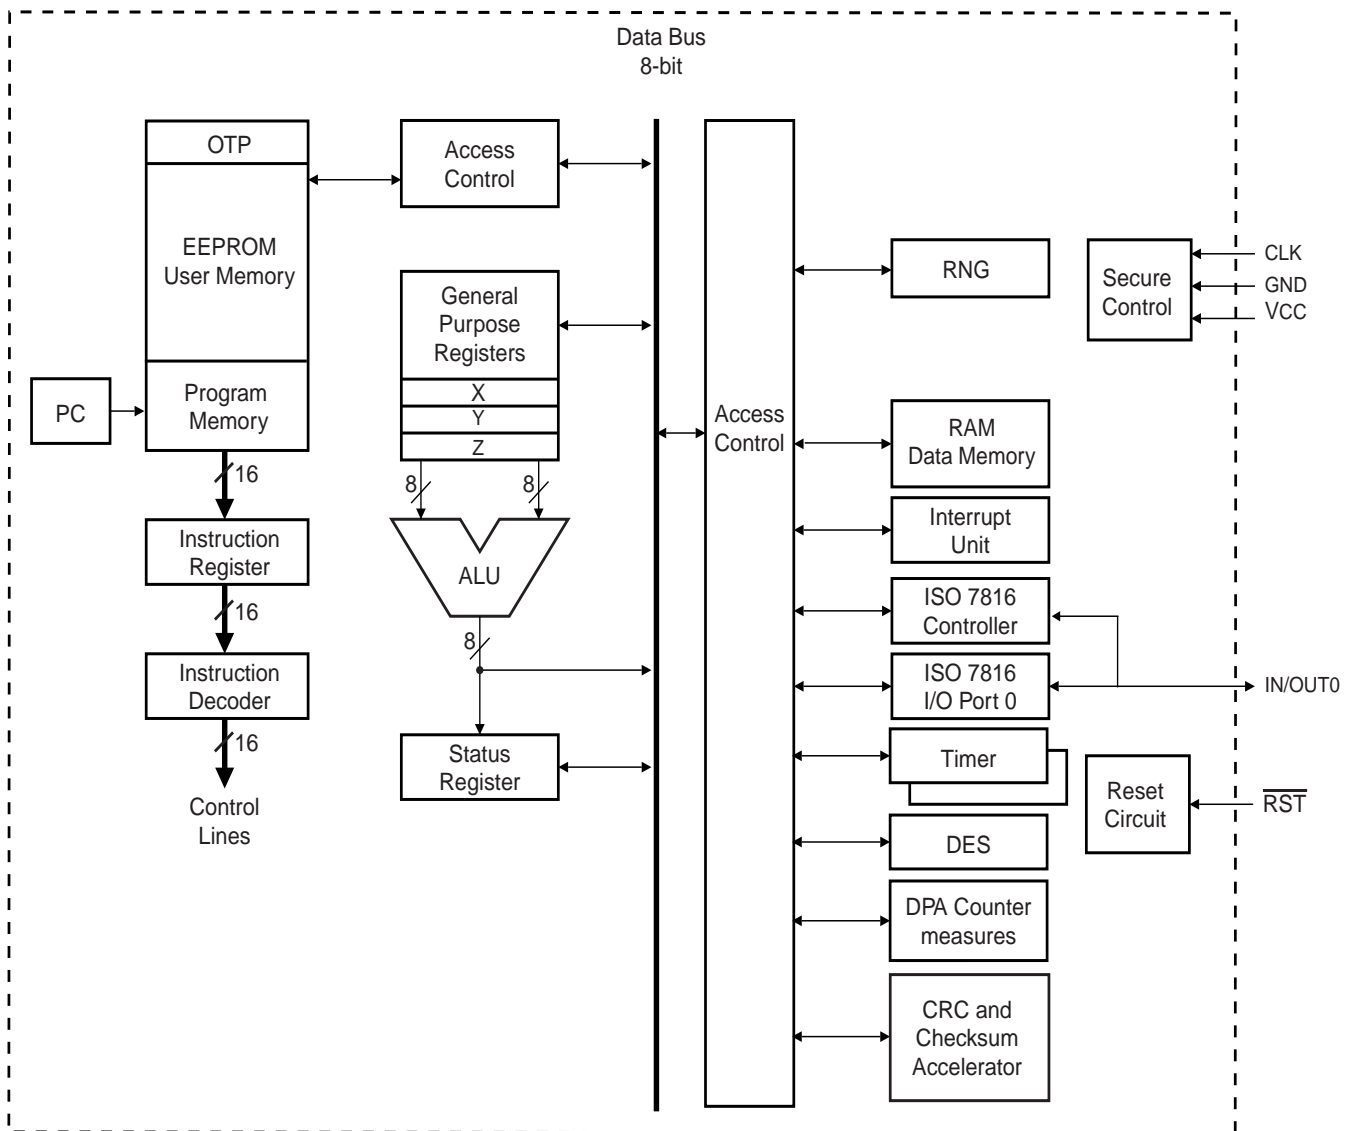 Data Bus
8-bit
OTP
EEPROM
User Memory
Program
Memory
PC
16
Instruction
Register
16
Instruction
Decoder
16
Control
Lines
Access
Control
General
Purpose
Registers
X
Y
Z
8
8
ALU
8
Status
Register
Access
Control
RNG
RAM
Data Memory
Interrupt
Unit
ISO 7816
Controller
ISO 7816
I/O Port 0
Timer
DES
DPA Counter
measures
CRC and
Checksum
Accelerator
Secure
Control
CLK
GND
VCC
IN/OUT0
Reset
Circuit
RST